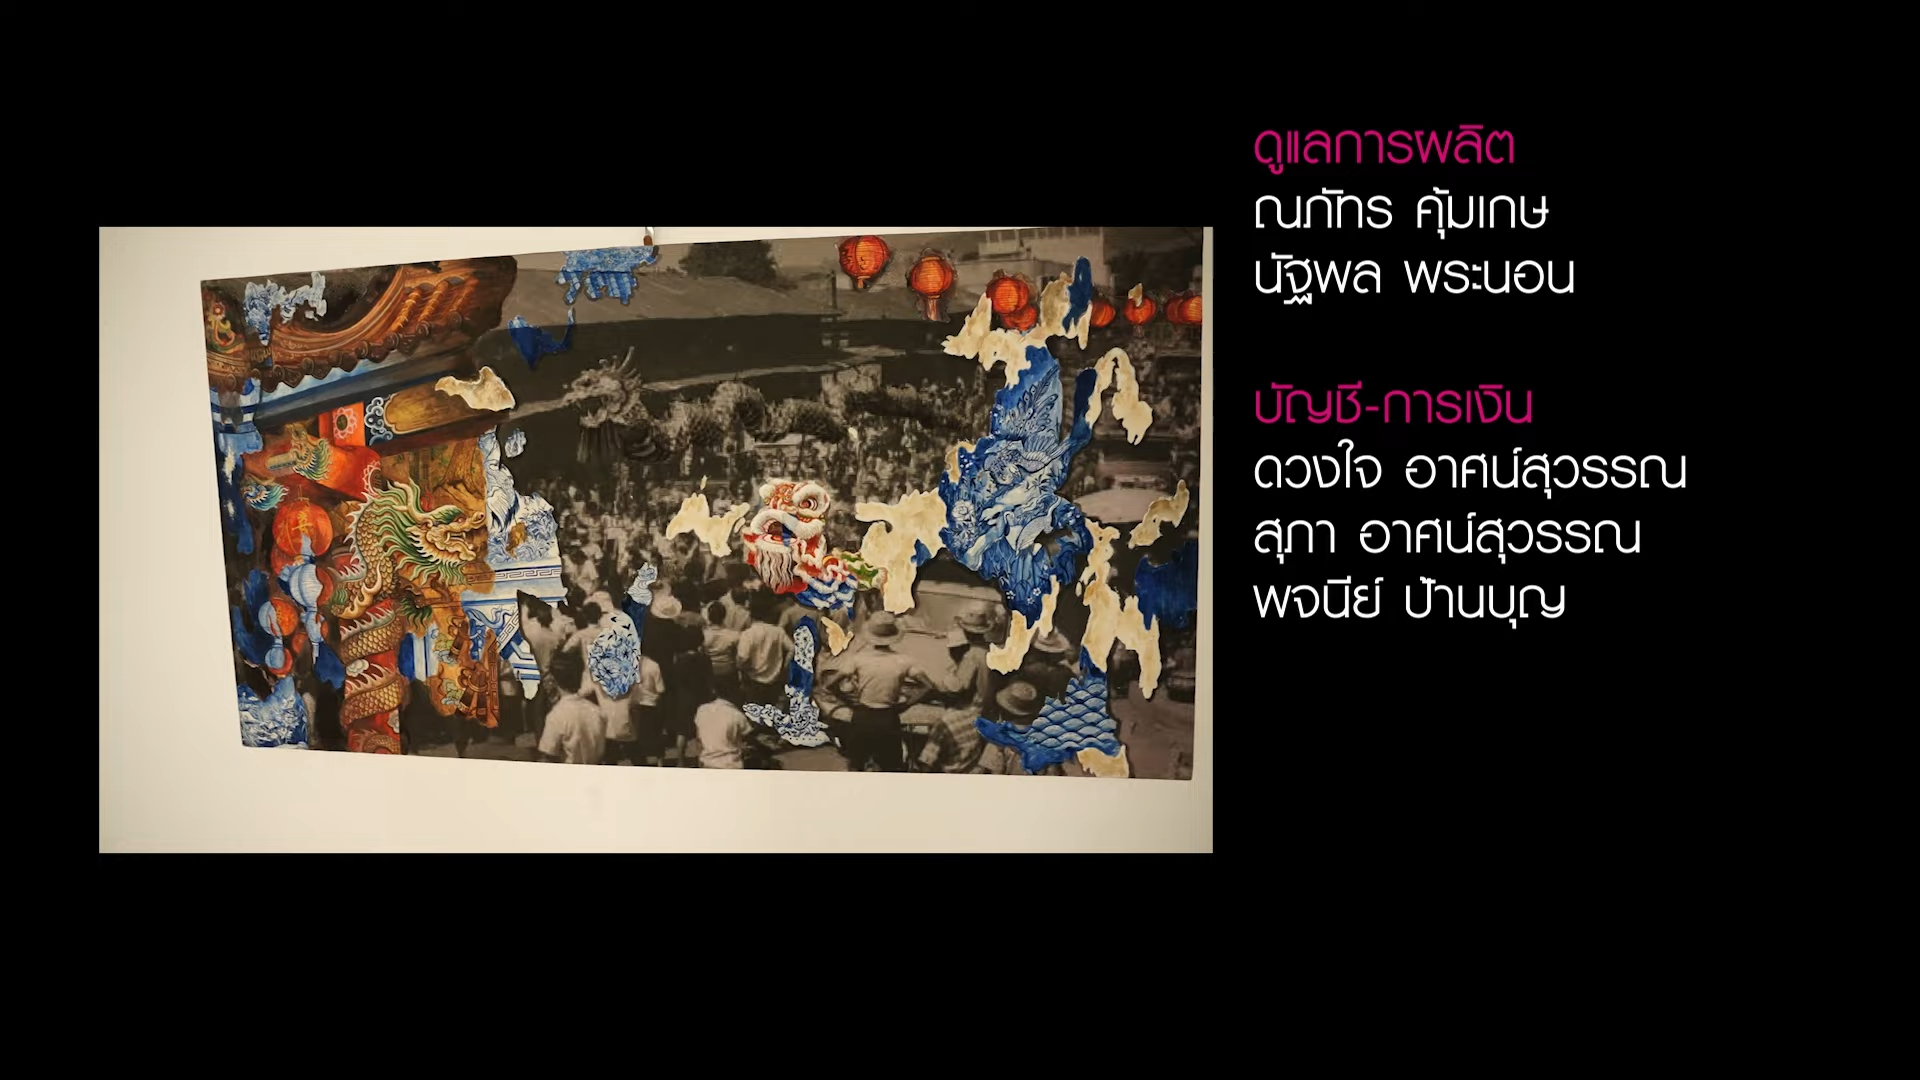 ดูแลการผลิต
ณภัทร คุ้มเกษ
นัฐพล พระนอน
บัญชี-การเงิน
ดวงใจ อาศน์สุวรรณ
สุภา อาศน์สุวรรณ
พจนีย์ ป้านบุญ